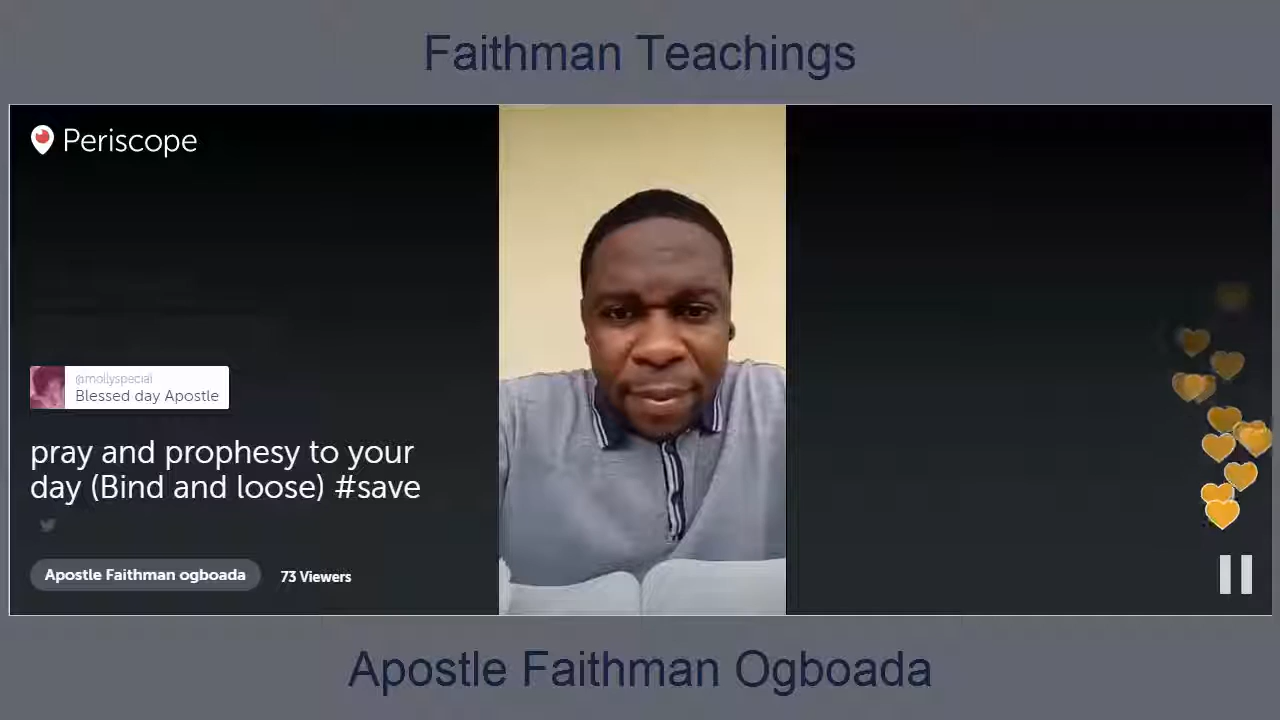 Faithman Teachings
Periscope
@mollyspecial
Blessed day Apostle
pray and prophesy to your
day (Bind and loose) #save
Apostle Faithman ogboada
73 Viewers
Apostle Faithman Ogboada